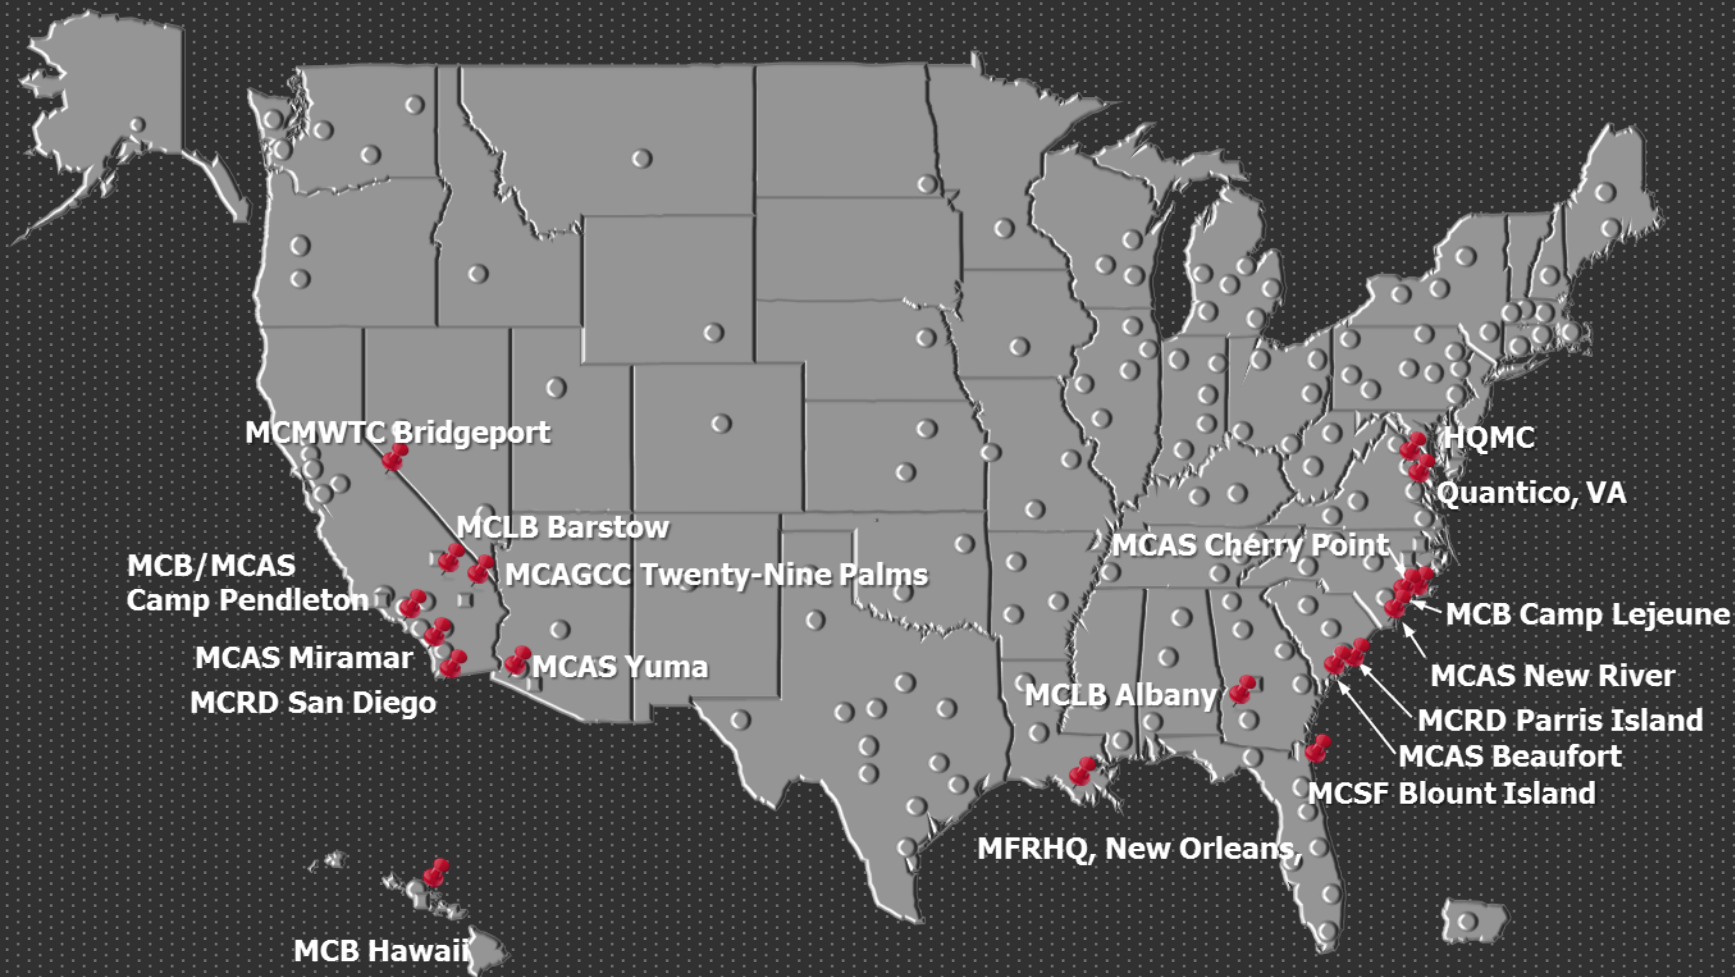 MCMWTC Bridgeport
HQMC
Quantico, VA
MCLB Barstow
MCAS Cherry Point
MCB/MCAS
Camp Pendleton
MCAGCC Twenty-Nine Palms
MCB Camp Lejeune
MCAS Miramar
MCAS Yuma
MCAS New River
MCRD San Diego
MCLB Albany
MCRD Parris Island
MCAS Beaufort
MCSF Blount Island
MFRHQ, New Orleans,
MCB Hawaii